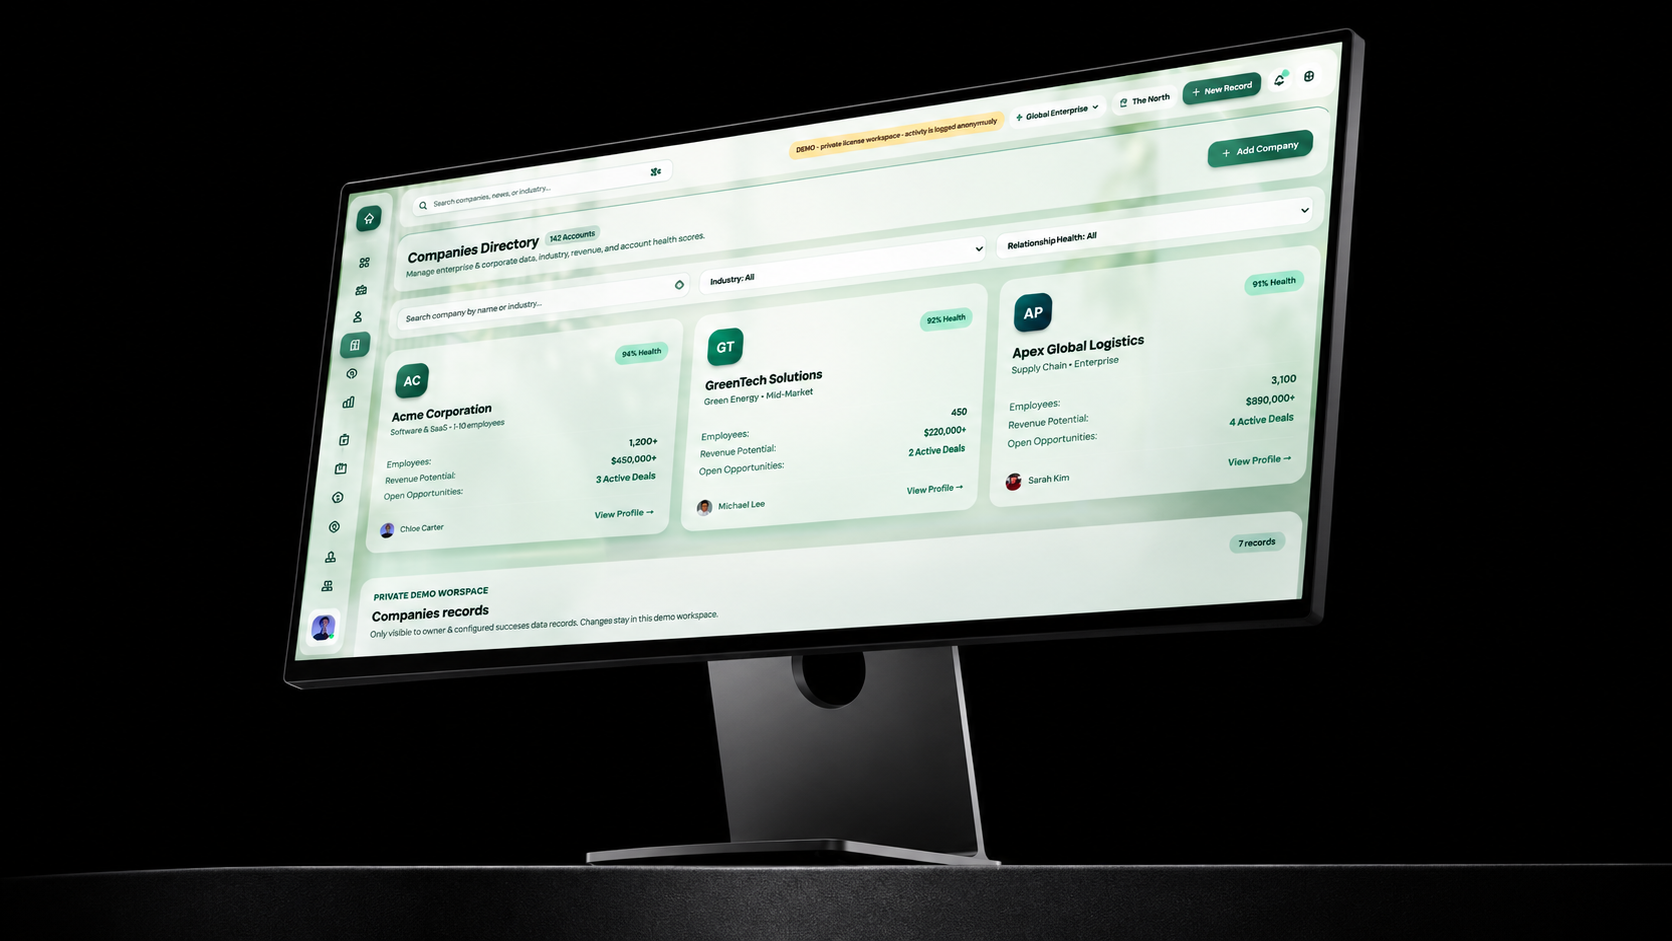 Search companies, news, or industry...
DEMO - private license workspace - activity is logged anonymously
Global Enterprise
The North
+ New Record
Companies Directory
142 Accounts
Manage enterprise & corporate data, industry, revenue, and account health scores.
+ Add Company
Search company by name or industry...
Industry: All
Relationship Health: All
AC
94% Health
Acme Corporation
Software & SaaS • 1-10 employees
Employees: 1,200+
Revenue Potential: $450,000+
Open Opportunities: 3 Active Deals
Chloe Carter
View Profile →
GT
92% Health
GreenTech Solutions
Green Energy • Mid-Market
Employees: 450
Revenue Potential: $220,000+
Open Opportunities: 2 Active Deals
Michael Lee
View Profile →
AP
91% Health
Apex Global Logistics
Supply Chain • Enterprise
Employees: 3,100
Revenue Potential: $890,000+
Open Opportunities: 4 Active Deals
Sarah Kim
View Profile →
PRIVATE DEMO WORSPACE
7 records
Companies records
Only visible to owner & configured succeses data records. Changes stay in this demo workspace.